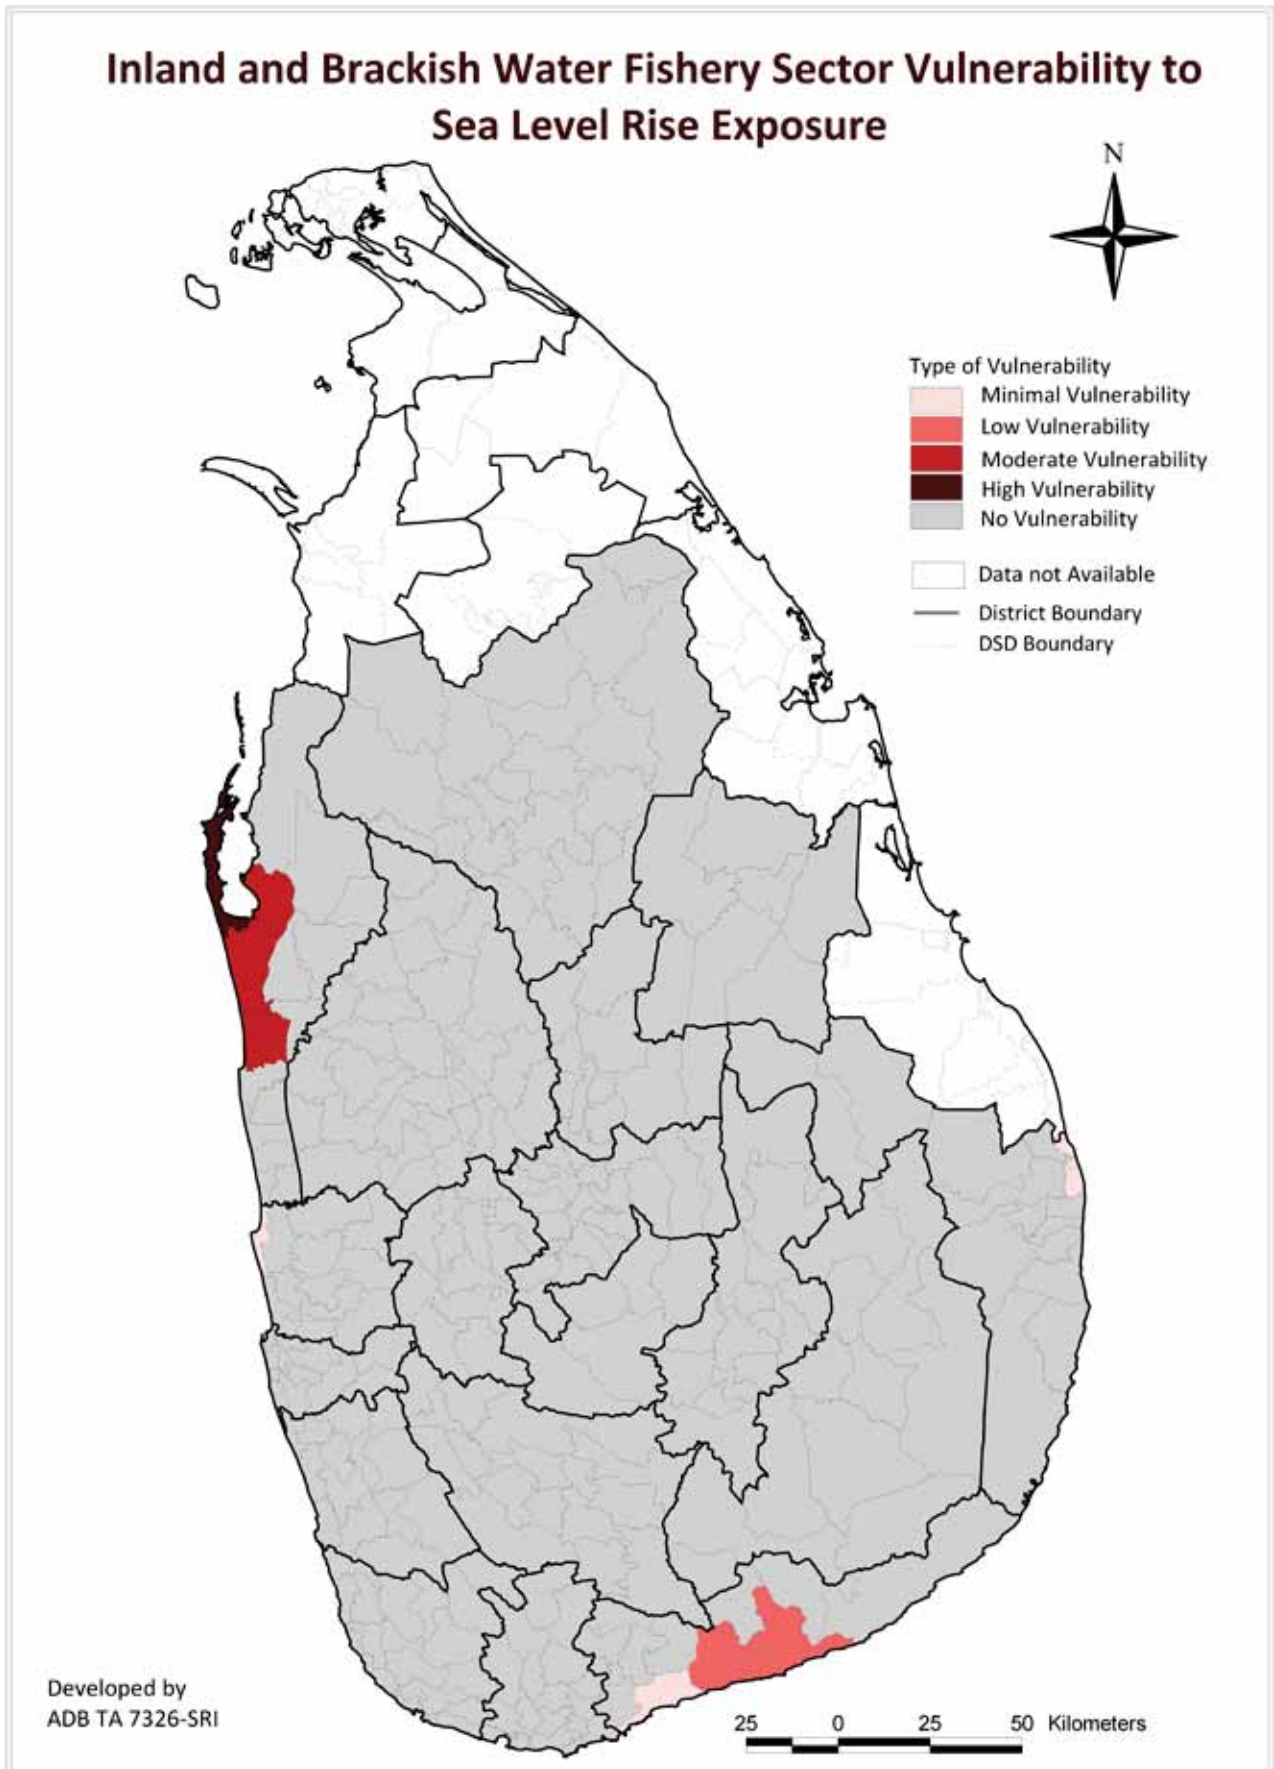 Inland and Brackish Water Fishery Sector Vulnerability to
Sea Level Rise Exposure
N
Type of Vulnerability
Minimal Vulnerability
Low Vulnerability
Moderate Vulnerability
High Vulnerability
No Vulnerability
Data not Available
District Boundary
DSD Boundary
Developed by
ADB TA 7326-SRI
25 0 25 50 Kilometers